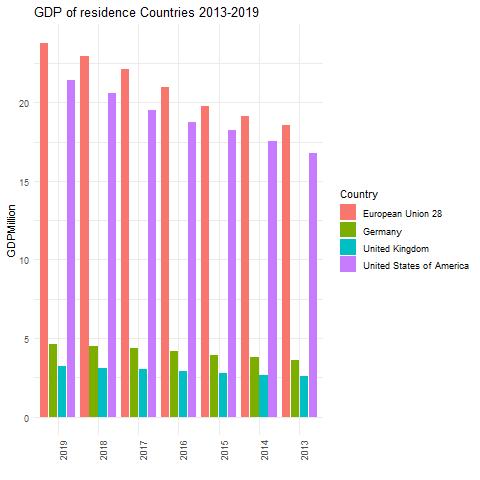 GDP of residence Countries 2013-2019
GDPMillion
20
15
10
5
0
2019
2018
2017
2016
2015
2014
2013
Country
European Union 28
Germany
United Kingdom
United States of America